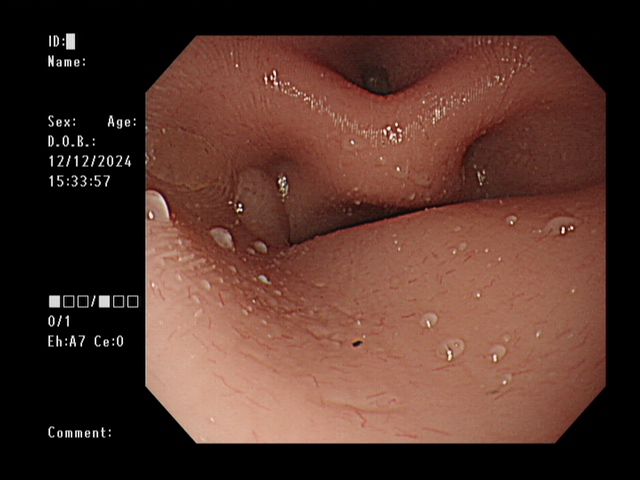 ID:
Name:
Sex: Age:
D.O.B.:
12/12/2024
15:33:57
■□□/■□□
0/1
Eh:A7 Ce:0
Comment: